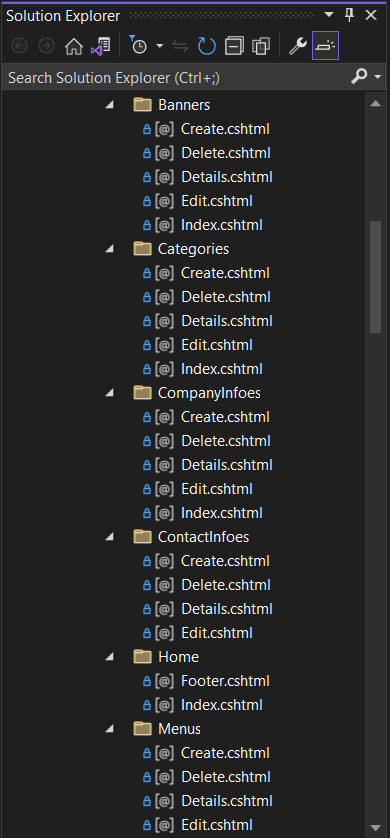 Solution Explorer
Search Solution Explorer (Ctrl+;)
Banners
[@] Create.cshtml
[@] Delete.cshtml
[@] Details.cshtml
[@] Edit.cshtml
[@] Index.cshtml
Categories
[@] Create.cshtml
[@] Delete.cshtml
[@] Details.cshtml
[@] Edit.cshtml
[@] Index.cshtml
CompanyInfoes
[@] Create.cshtml
[@] Delete.cshtml
[@] Details.cshtml
[@] Edit.cshtml
[@] Index.cshtml
ContactInfoes
[@] Create.cshtml
[@] Delete.cshtml
[@] Details.cshtml
[@] Edit.cshtml
Home
[@] Footer.cshtml
[@] Index.cshtml
Menus
[@] Create.cshtml
[@] Delete.cshtml
[@] Details.cshtml
[@] Edit.cshtml